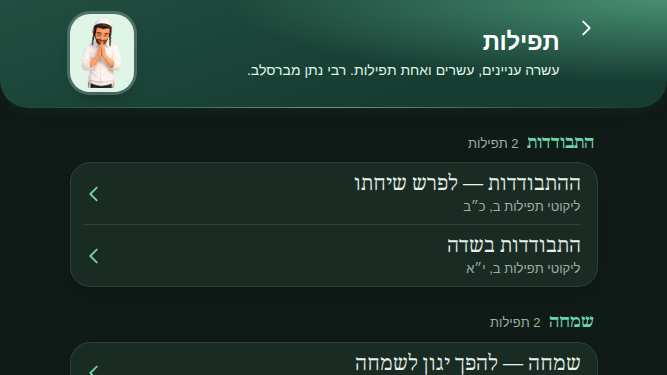 תפילות
עשרה עניינים, עשרים ואחת תפילות. רבי נתן מברסלב.
התבודדות 2 תפילות
ההתבודדות — לפרש שיחתו
ליקוטי תפילות ב, כ״ב
התבודדות בשדה
ליקוטי תפילות ב, י״א
שמחה 2 תפילות
שמחה — להפך יגון לשמחה